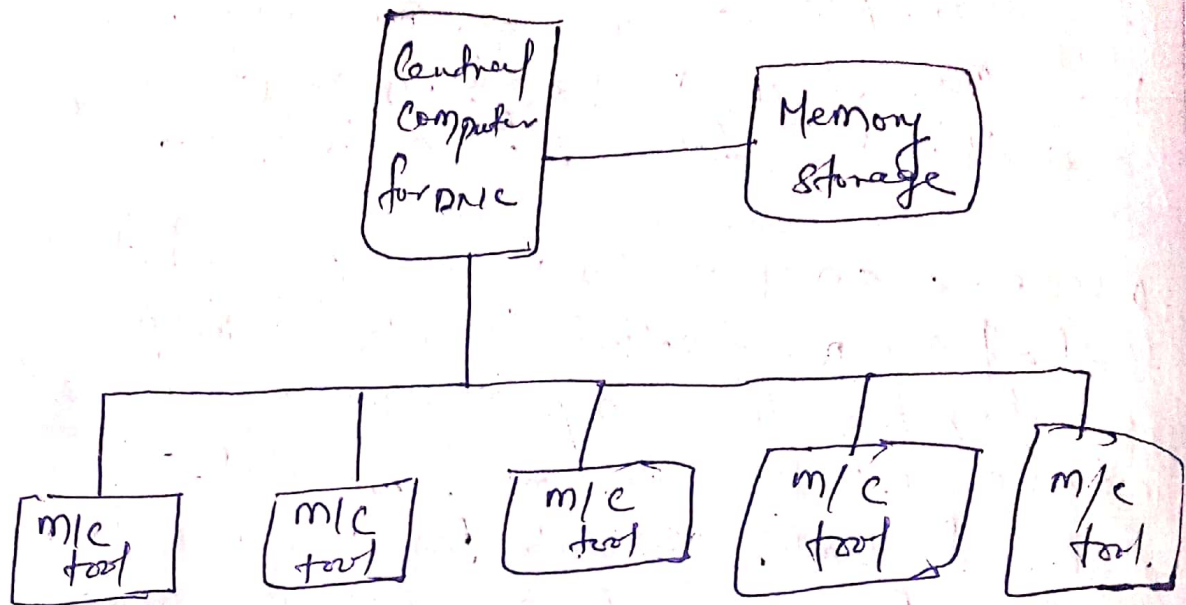 Central
Computer
for DNC
Memory
Storage
m/c
tool
m/c
tool
m/c
tool
m/c
tool
m/c
tool.